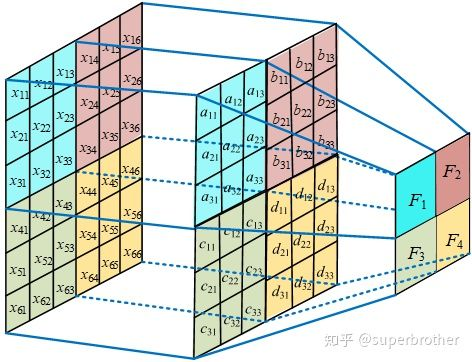 x11 x12 x13 x14 x15 x16
x21 x22 x23 x24 x25 x26
x31 x32 x33 x34 x35 x36
x41 x42 x43 x44 x45 x46
x51 x52 x53 x54 x55 x56
x61 x62 x63 x64 x65 x66
a11 a12 a13 b11 b12 b13
a21 a22 a23 b21 b22 b23
a31 a32 a33 b31 b32 b33
c11 c12 c13 d11 d12 d13
c21 c22 c23 d21 d22 d23
c31 c32 c33 d31 d32 d33
F1 F2
F3 F4
知乎 @superbrother